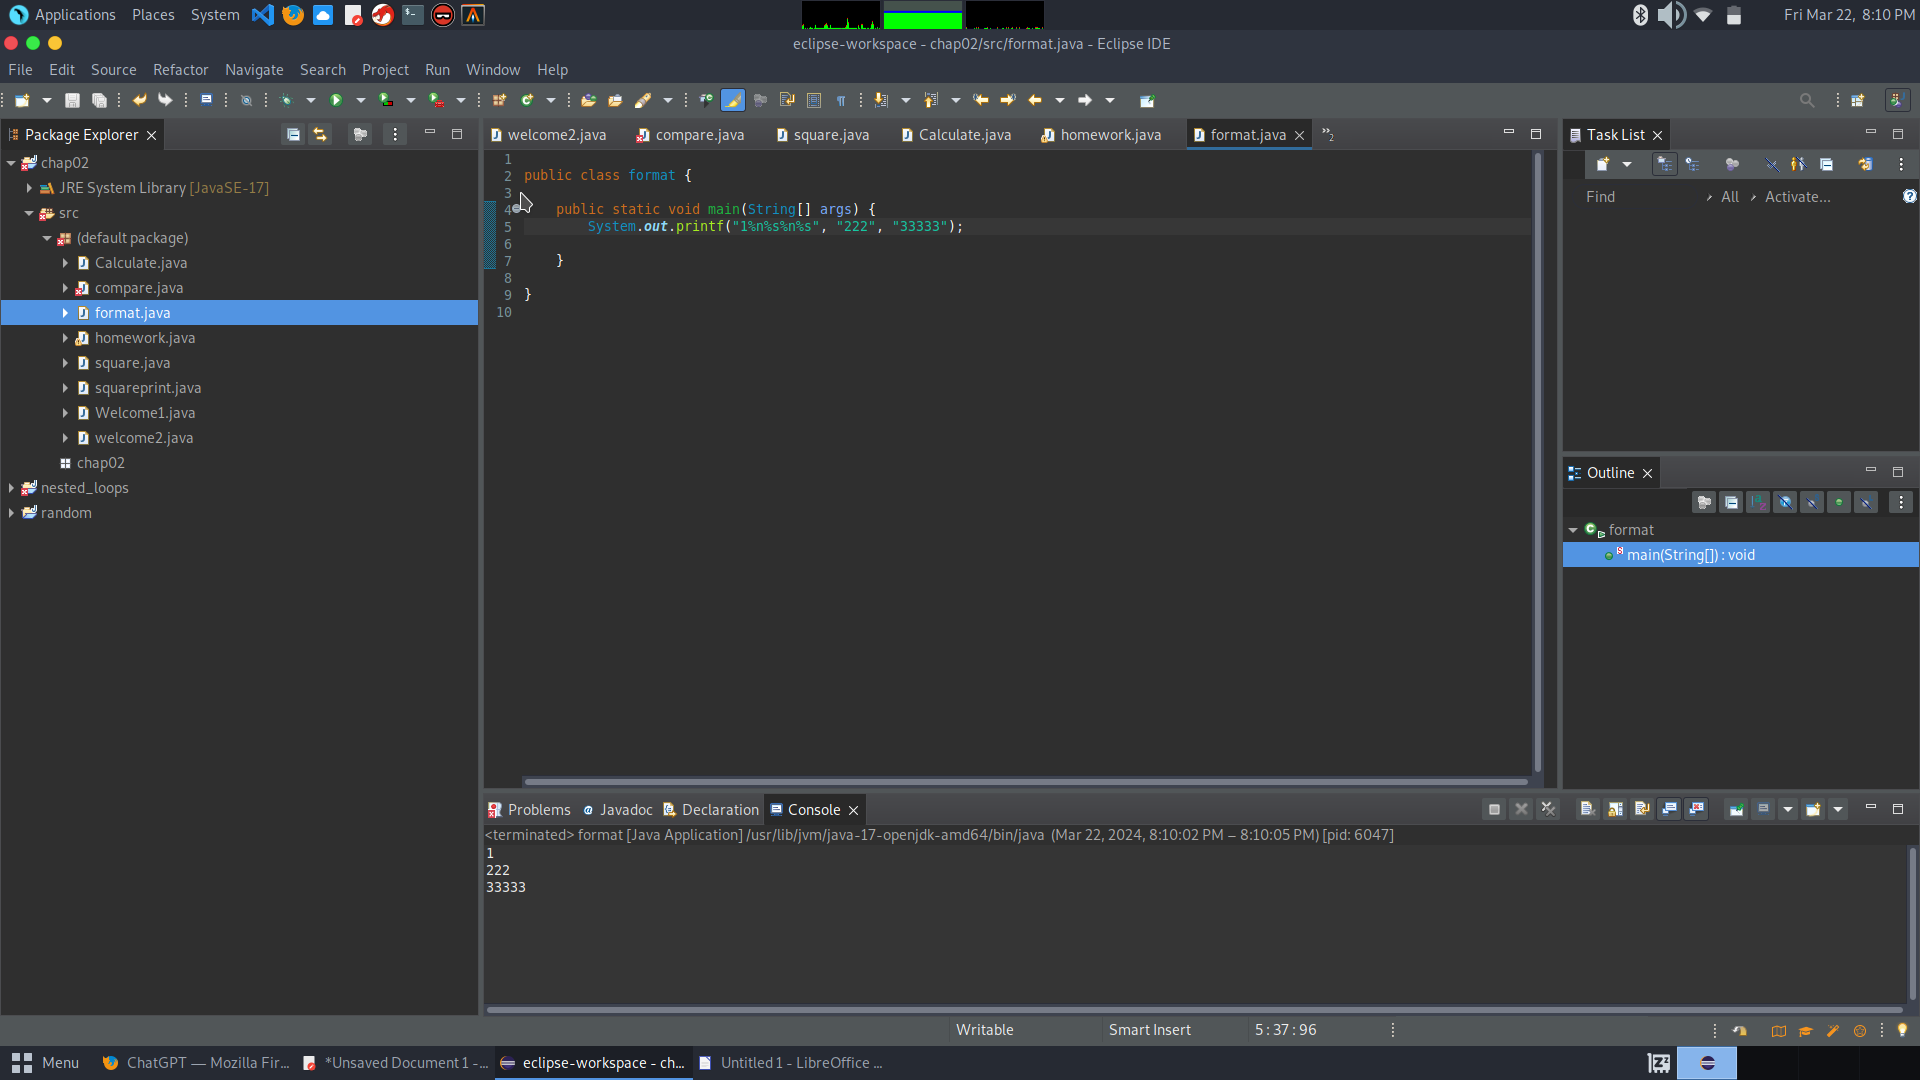 Applications Places System
Fri Mar 22, 8:10 PM
eclipse-workspace - chap02/src/format.java - Eclipse IDE
File Edit Source Refactor Navigate Search Project Run Window Help
Package Explorer
chap02
JRE System Library [JavaSE-17]
src
(default package)
Calculate.java
compare.java
format.java
homework.java
square.java
squareprint.java
Welcome1.java
welcome2.java
chap02
nested_loops
random
welcome2.java compare.java square.java Calculate.java homework.java format.java »2
1
2 public class format {
3
4 public static void main(String[] args) {
5 System.out.printf("1%n%s%n%s", "222", "33333");
6
7 }
8
9 }
10
Task List
Find All Activate...
Outline
format
main(String[]) : void
Problems Javadoc Declaration Console
<terminated> format [Java Application] /usr/lib/jvm/java-17-openjdk-amd64/bin/java (Mar 22, 2024, 8:10:02 PM – 8:10:05 PM) [pid: 6047]
1
222
33333
Writable Smart Insert 5 : 37 : 96
Menu ChatGPT — Mozilla Fir... *Unsaved Document 1 -... eclipse-workspace - ch... Untitled 1 - LibreOffice ...